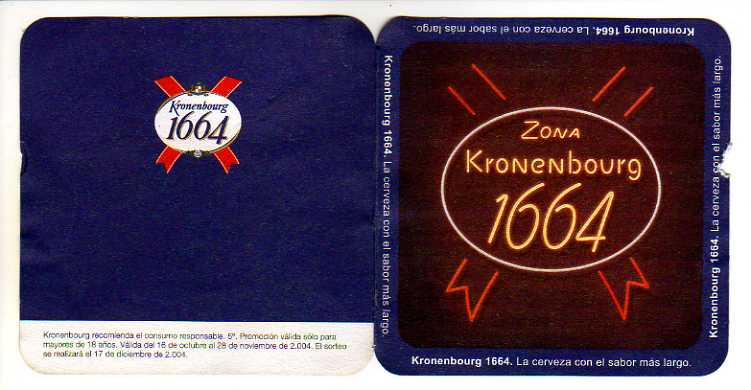 Kronenbourg
1664
Kronenbourg recomienda el consumo responsable. 5º. Promoción válida sólo para
mayores de 18 años. Válida del 16 de octubre al 28 de noviembre de 2.004. El sorteo
se realizará el 17 de diciembre de 2.004.
Kronenbourg 1664. La cerveza con el sabor más largo.
Kronenbourg 1664. La cerveza con el sabor más largo.
ZONA
Kronenbourg
1664
Kronenbourg 1664. La cerveza con el sabor más largo.
Kronenbourg 1664. La cerveza con el sabor más largo.